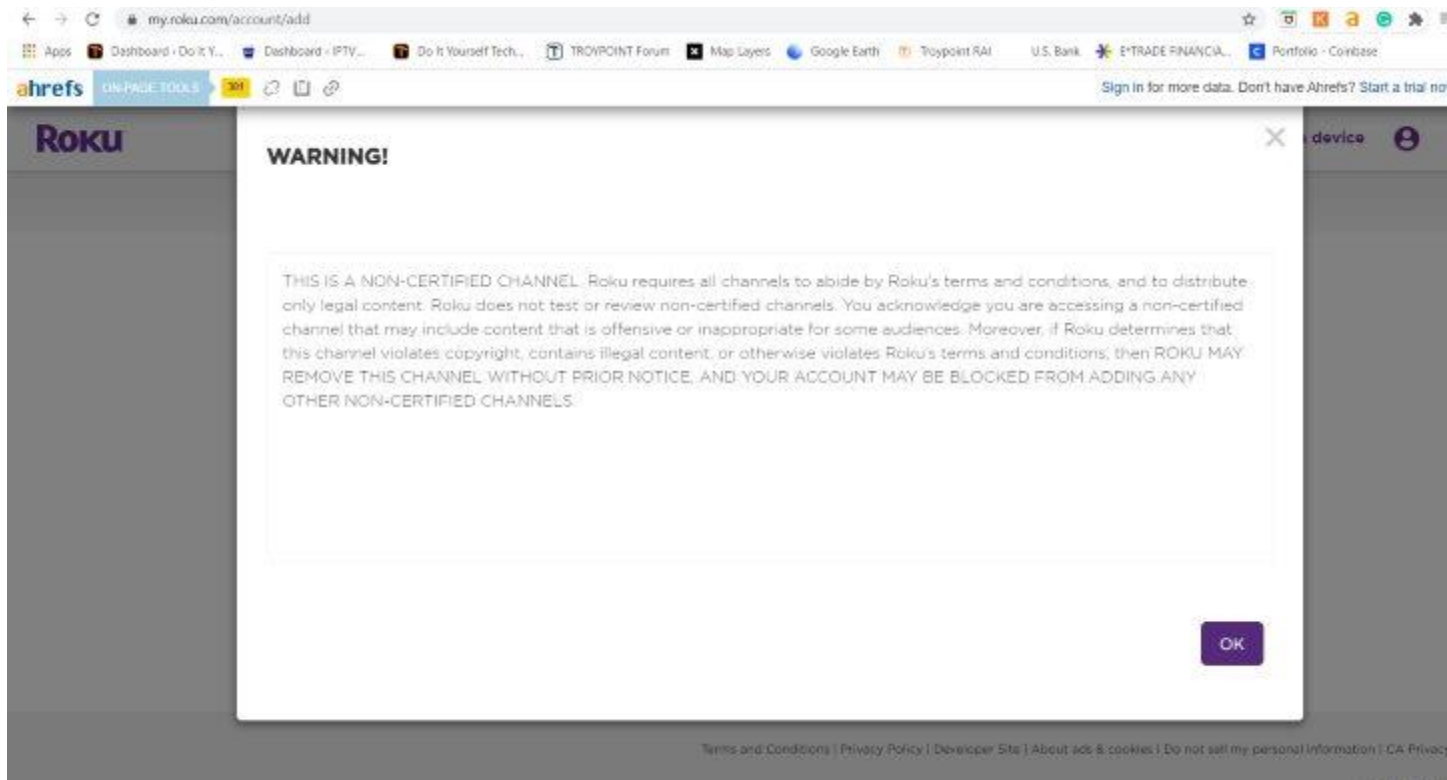 my.roku.com/account/add
Apps Dashboard ‹ Do It Y... Dashboard - IPTV... Do It Yourself Tech... TROYPOINT Forum Map Layers Google Earth Troypoint RAI U.S. Bank E*TRADE FINANCIA... Portfolio - Coinbase
ahrefs ON-PAGE TOOLS 301 Sign in for more data. Don't have Ahrefs? Start a trial no
Roku device
WARNING!
THIS IS A NON-CERTIFIED CHANNEL. Roku requires all channels to abide by Roku's terms and conditions, and to distribute
only legal content. Roku does not test or review non-certified channels. You acknowledge you are accessing a non-certified
channel that may include content that is offensive or inappropriate for some audiences. Moreover, if Roku determines that
this channel violates copyright, contains illegal content, or otherwise violates Roku's terms and conditions, then ROKU MAY
REMOVE THIS CHANNEL WITHOUT PRIOR NOTICE, AND YOUR ACCOUNT MAY BE BLOCKED FROM ADDING ANY
OTHER NON-CERTIFIED CHANNELS.
OK
Terms and Conditions | Privacy Policy | Developer Site | About ads & cookies | Do not sell my personal information | CA Privac